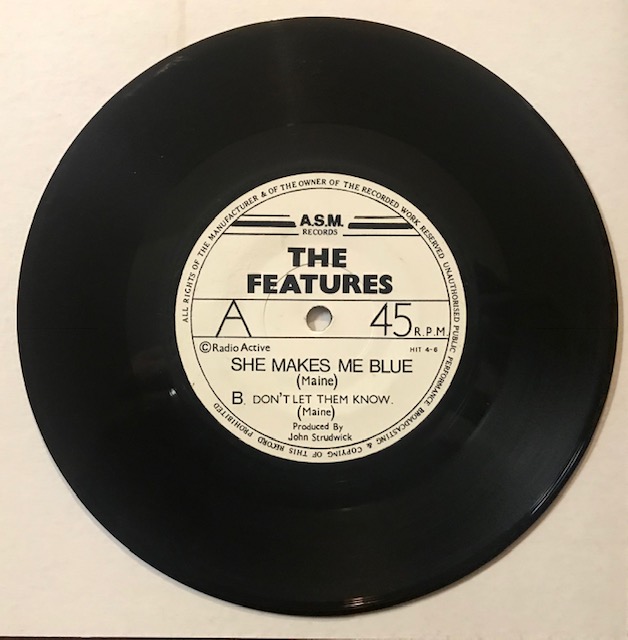 ALL RIGHTS OF THE MANUFACTURER & OF THE OWNER OF THE RECORDED WORK RESERVED UNAUTHORISED PUBLIC PERFORMANCE BROADCASTING & COPYING OF THIS RECORD PROHIBITED
A.S.M.
RECORDS
THE
FEATURES
A 45 R.P.M.
©Radio Active HIT 4-6
SHE MAKES ME BLUE
(Maine)
B. DON'T LET THEM KNOW.
(Maine)
Produced By
John Strudwick